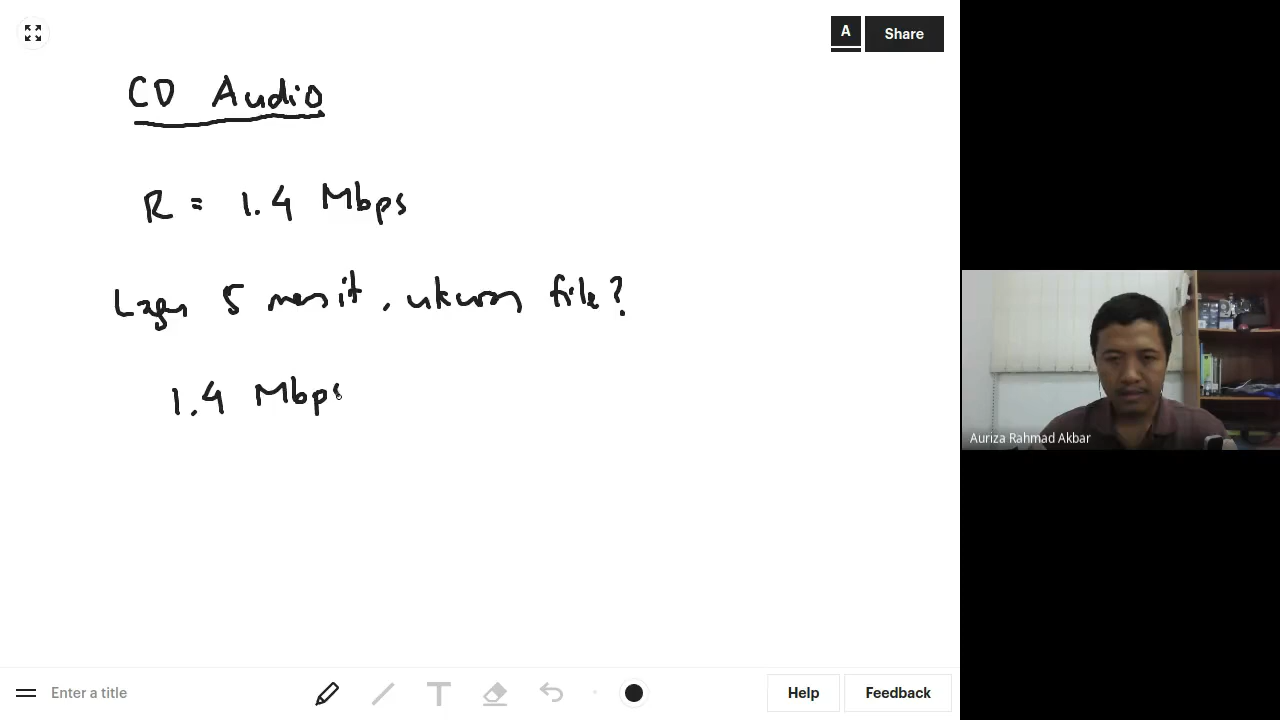 A
Share
CD Audio
R = 1.4 Mbps
Lagu 5 menit, ukuran file?
1.4 Mbps
Auriza Rahmad Akbar
Enter a title
T
Help
Feedback